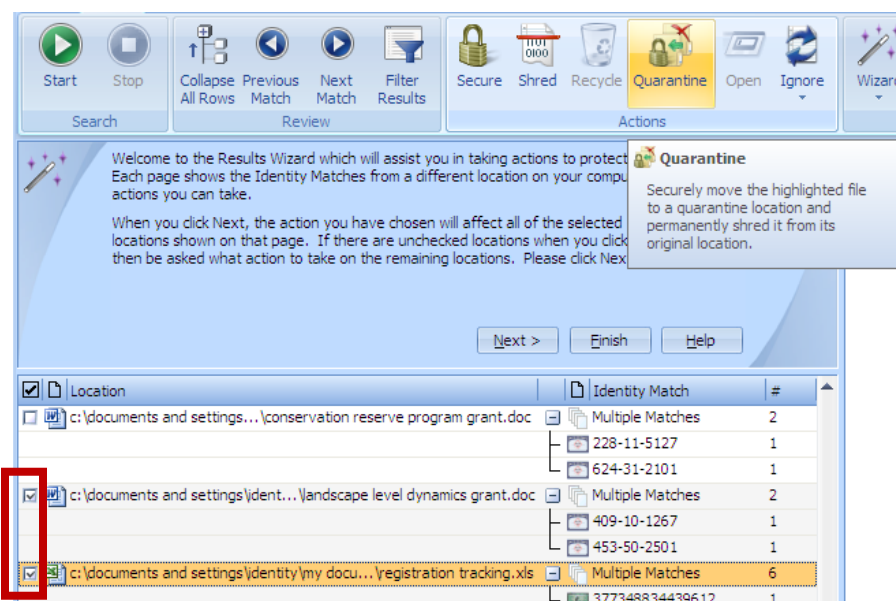 Start
Stop
Collapse All Rows
Previous Match
Next Match
Filter Results
Secure
Shred
Recycle
Quarantine
Open
Ignore
Wizar
Search
Review
Actions
Welcome to the Results Wizard which will assist you in taking actions to protect
Each page shows the Identity Matches from a different location on your compu
actions you can take.
When you click Next, the action you have chosen will affect all of the selected
locations shown on that page. If there are unchecked locations when you click
then be asked what action to take on the remaining locations. Please click Nex
Quarantine
Securely move the highlighted file
to a quarantine location and
permanently shred it from its
original location.
Next >
Finish
Help
Location Identity Match #
c:\documents and settings...\conservation reserve program grant.doc Multiple Matches 2
228-11-5127 1
624-31-2101 1
c:\documents and settings\ident...\landscape level dynamics grant.doc Multiple Matches 2
409-10-1267 1
453-50-2501 1
c:\documents and settings\identity\my docu...\registration tracking.xls Multiple Matches 6
377348834439612 1